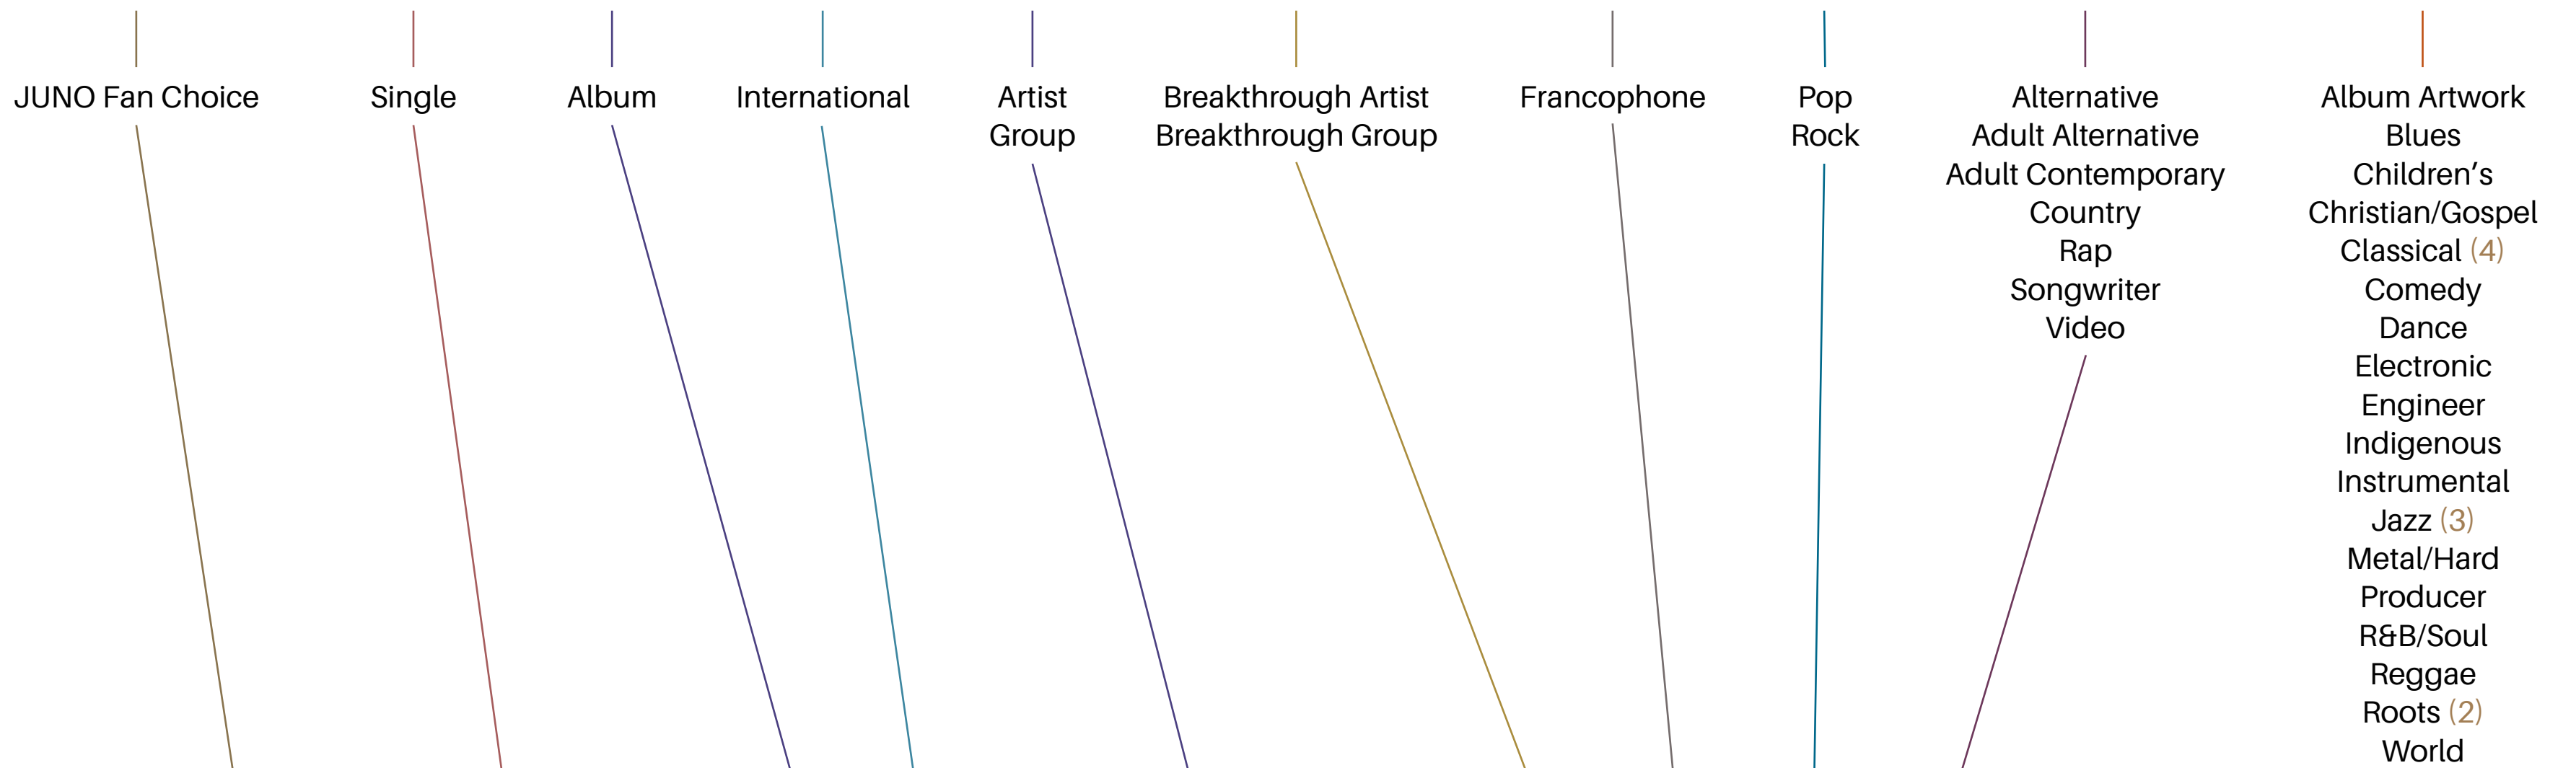 JUNO Fan Choice
Single
Album
International
Artist
Group
Breakthrough Artist
Breakthrough Group
Francophone
Pop
Rock
Alternative
Adult Alternative
Adult Contemporary
Country
Rap
Songwriter
Video
Album Artwork
Blues
Children’s
Christian/Gospel
Classical (4)
Comedy
Dance
Electronic
Engineer
Indigenous
Instrumental
Jazz (3)
Metal/Hard
Producer
R&B/Soul
Reggae
Roots (2)
World